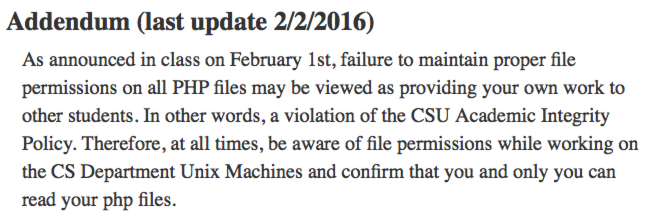 Addendum (last update 2/2/2016)
As announced in class on February 1st, failure to maintain proper file
permissions on all PHP files may be viewed as providing your own work to
other students. In other words, a violation of the CSU Academic Integrity
Policy. Therefore, at all times, be aware of file permissions while working on
the CS Department Unix Machines and confirm that you and only you can
read your php files.